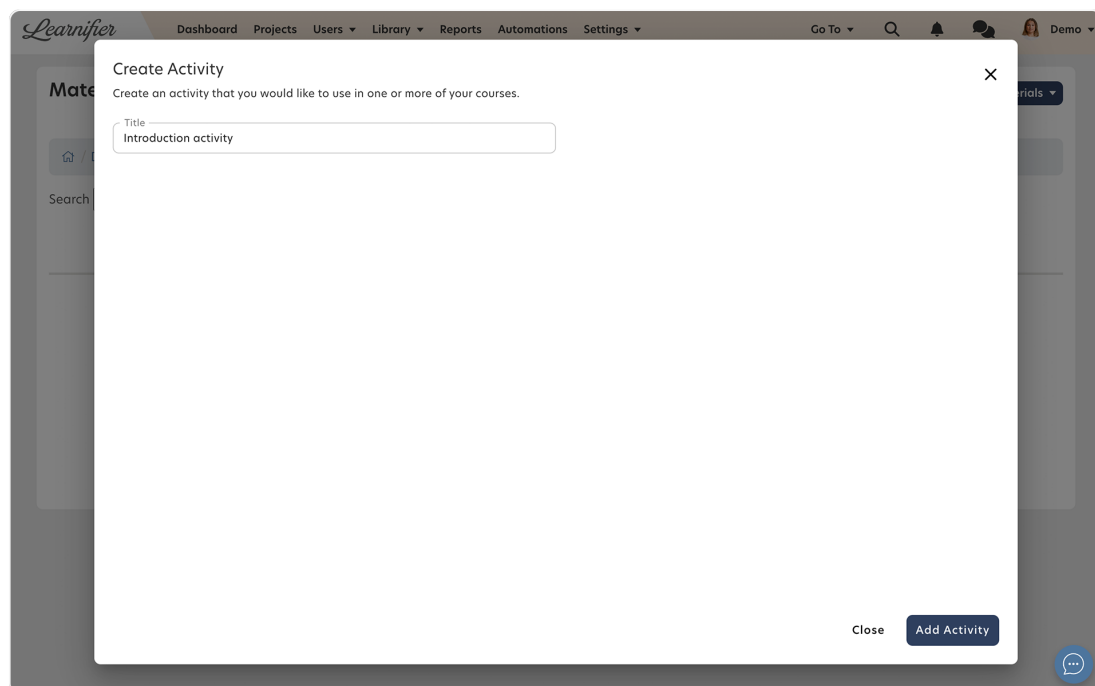 Learnifier Dashboard Projects Users Library Reports Automations Settings Go To Demo
Create Activity
Create an activity that you would like to use in one or more of your courses.
Title
Introduction activity
Mate
rials
/
Search
Close Add Activity